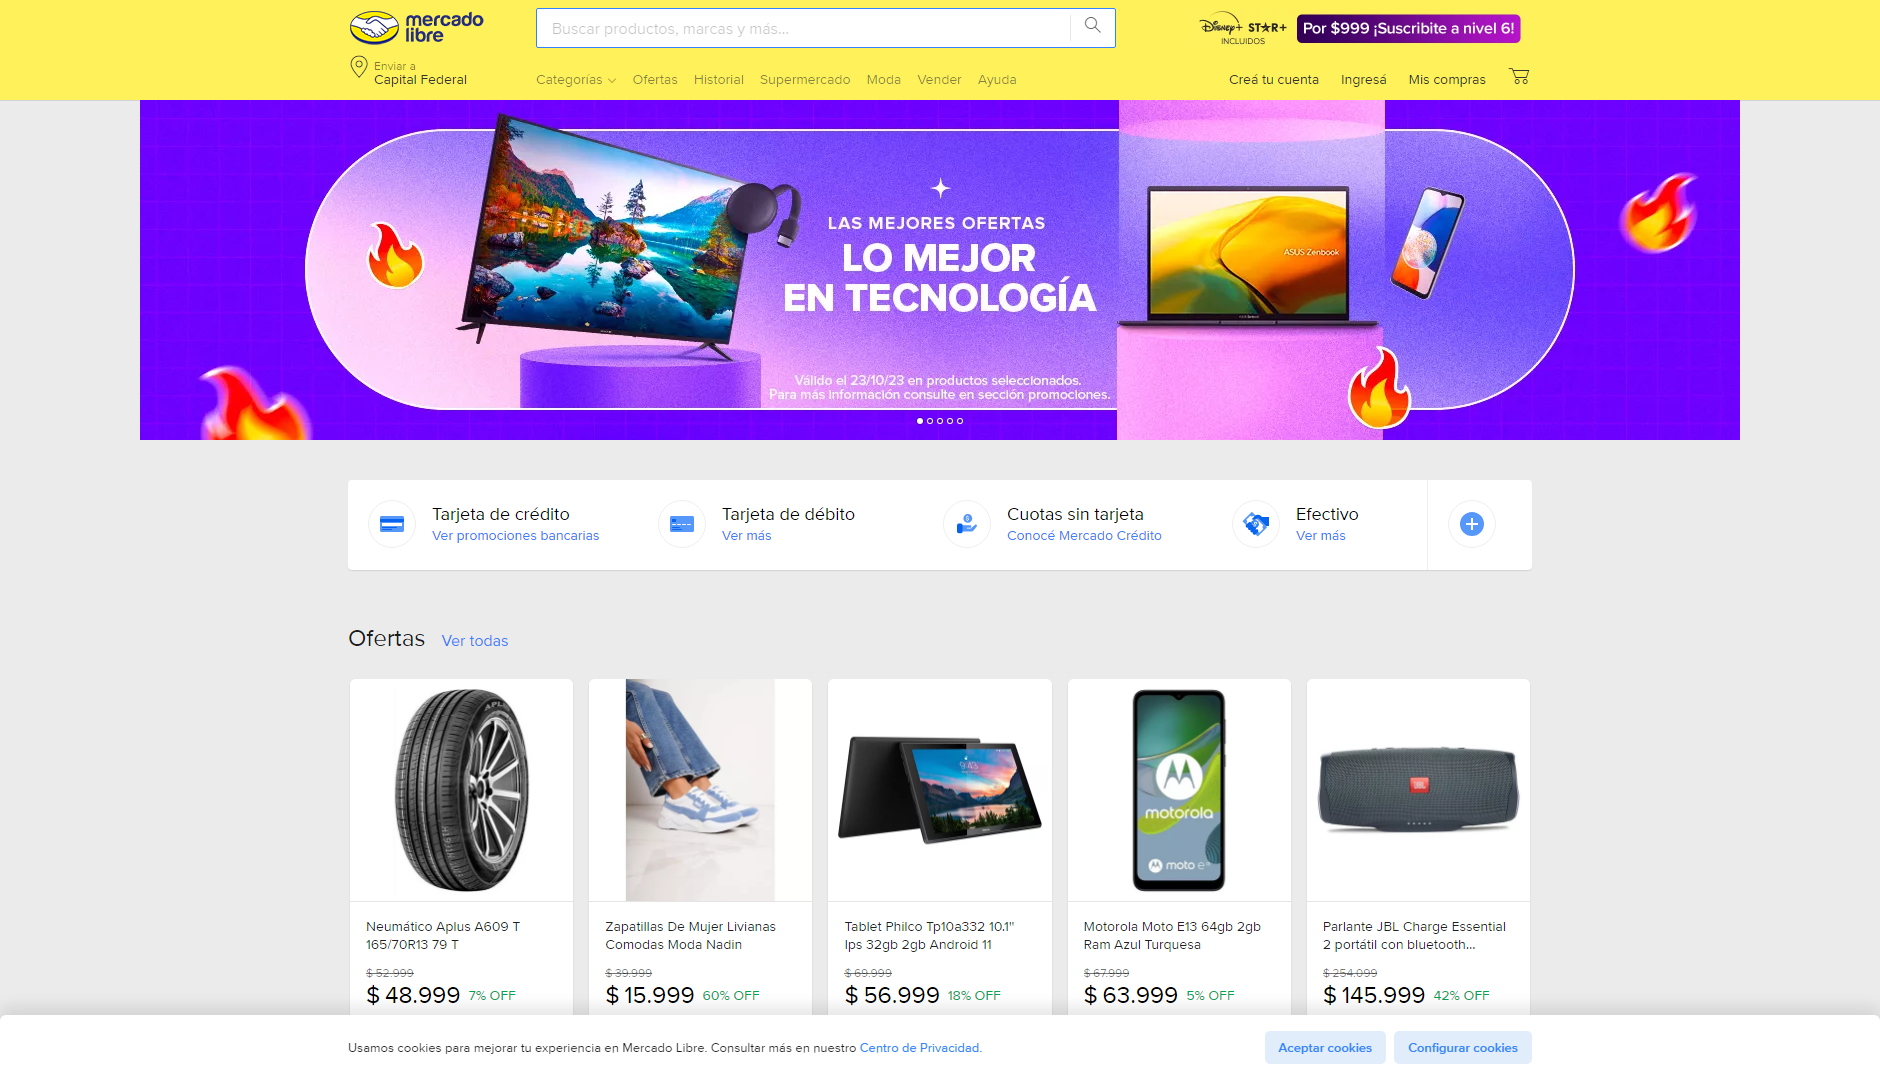 mercado
libre
Buscar productos, marcas y más...
Disney+ STAR+
INCLUIDOS
Por $999 ¡Suscribite a nivel 6!
Enviar a
Capital Federal
Categorías Ofertas Historial Supermercado Moda Vender Ayuda
Creá tu cuenta Ingresá Mis compras
LAS MEJORES OFERTAS
LO MEJOR
EN TECNOLOGÍA
ASUS Zenbook
Válido el 23/10/23 en productos seleccionados.
Para más información consulte en sección promociones.
Tarjeta de crédito
Ver promociones bancarias
Tarjeta de débito
Ver más
Cuotas sin tarjeta
Conocé Mercado Crédito
Efectivo
Ver más
Ofertas Ver todas
APLUS
9:43
motorola
moto e¹³
JBL
Neumático Aplus A609 T
165/70R13 79 T
$ 52.999
$ 48.999 7% OFF
Zapatillas De Mujer Livianas
Comodas Moda Nadin
$ 39.999
$ 15.999 60% OFF
Tablet Philco Tp10a332 10.1"
Ips 32gb 2gb Android 11
$ 69.999
$ 56.999 18% OFF
Motorola Moto E13 64gb 2gb
Ram Azul Turquesa
$ 67.999
$ 63.999 5% OFF
Parlante JBL Charge Essential
2 portátil con bluetooth...
$ 254.099
$ 145.999 42% OFF
Usamos cookies para mejorar tu experiencia en Mercado Libre. Consultar más en nuestro Centro de Privacidad.
Aceptar cookies
Configurar cookies